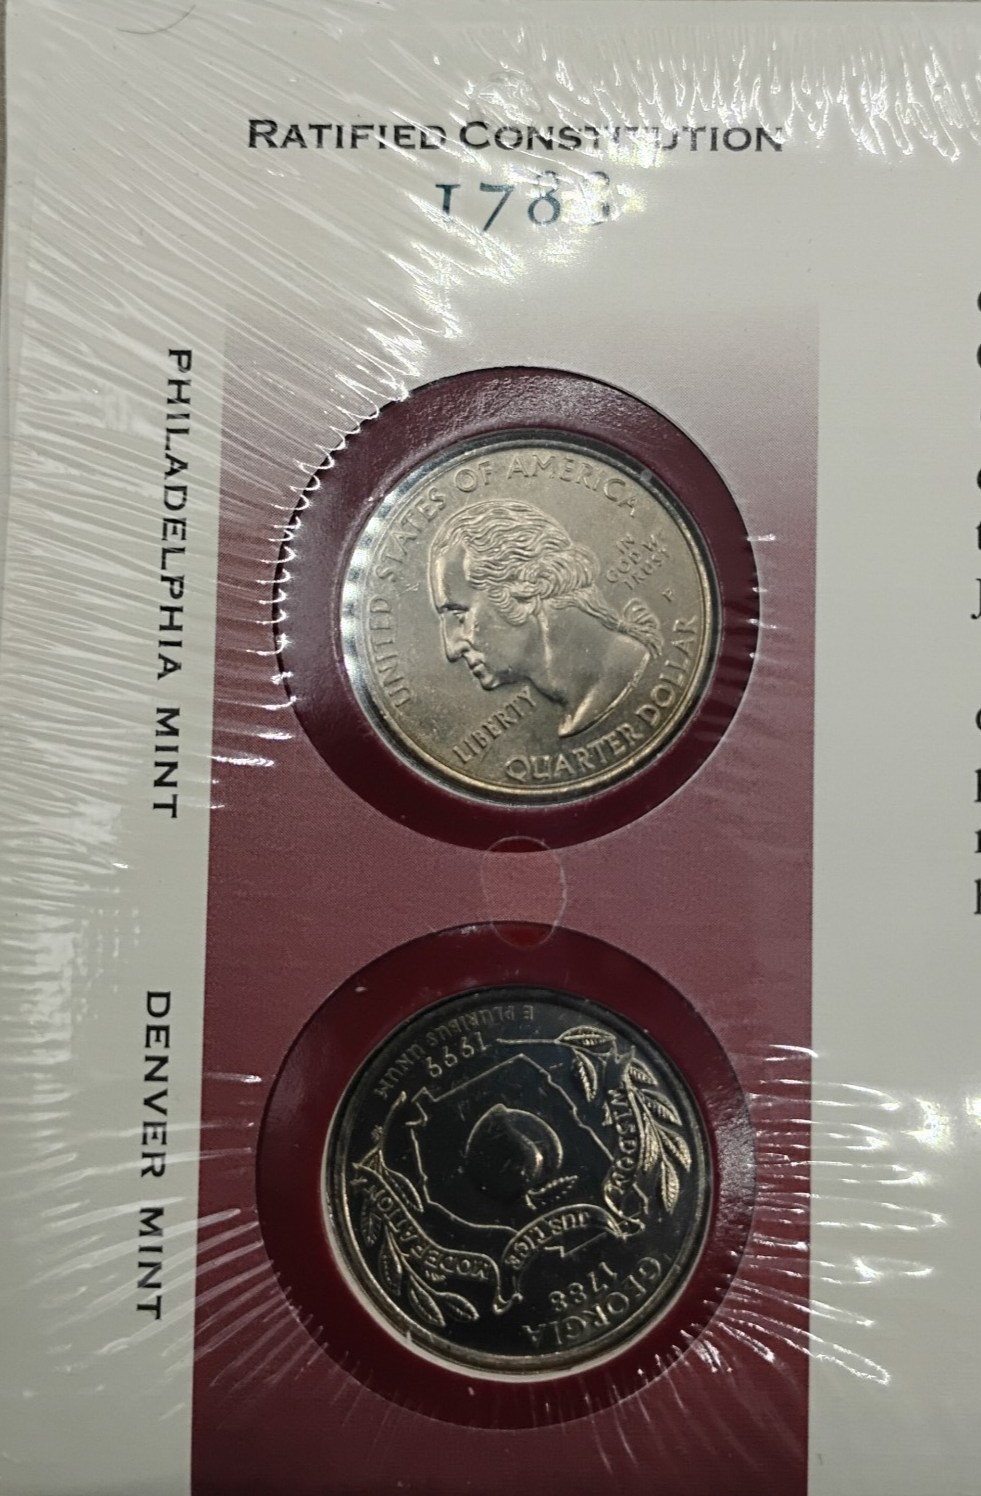 RATIFIED CONSTITUTION
1788
PHILADELPHIA MINT
UNITED STATES OF AMERICA
IN
GOD WE
TRUST
P
LIBERTY
QUARTER DOLLAR
DENVER MINT
E PLURIBUS UNUM
1999
WISDOM
JUSTICE
MODERATION
GEORGIA
1788